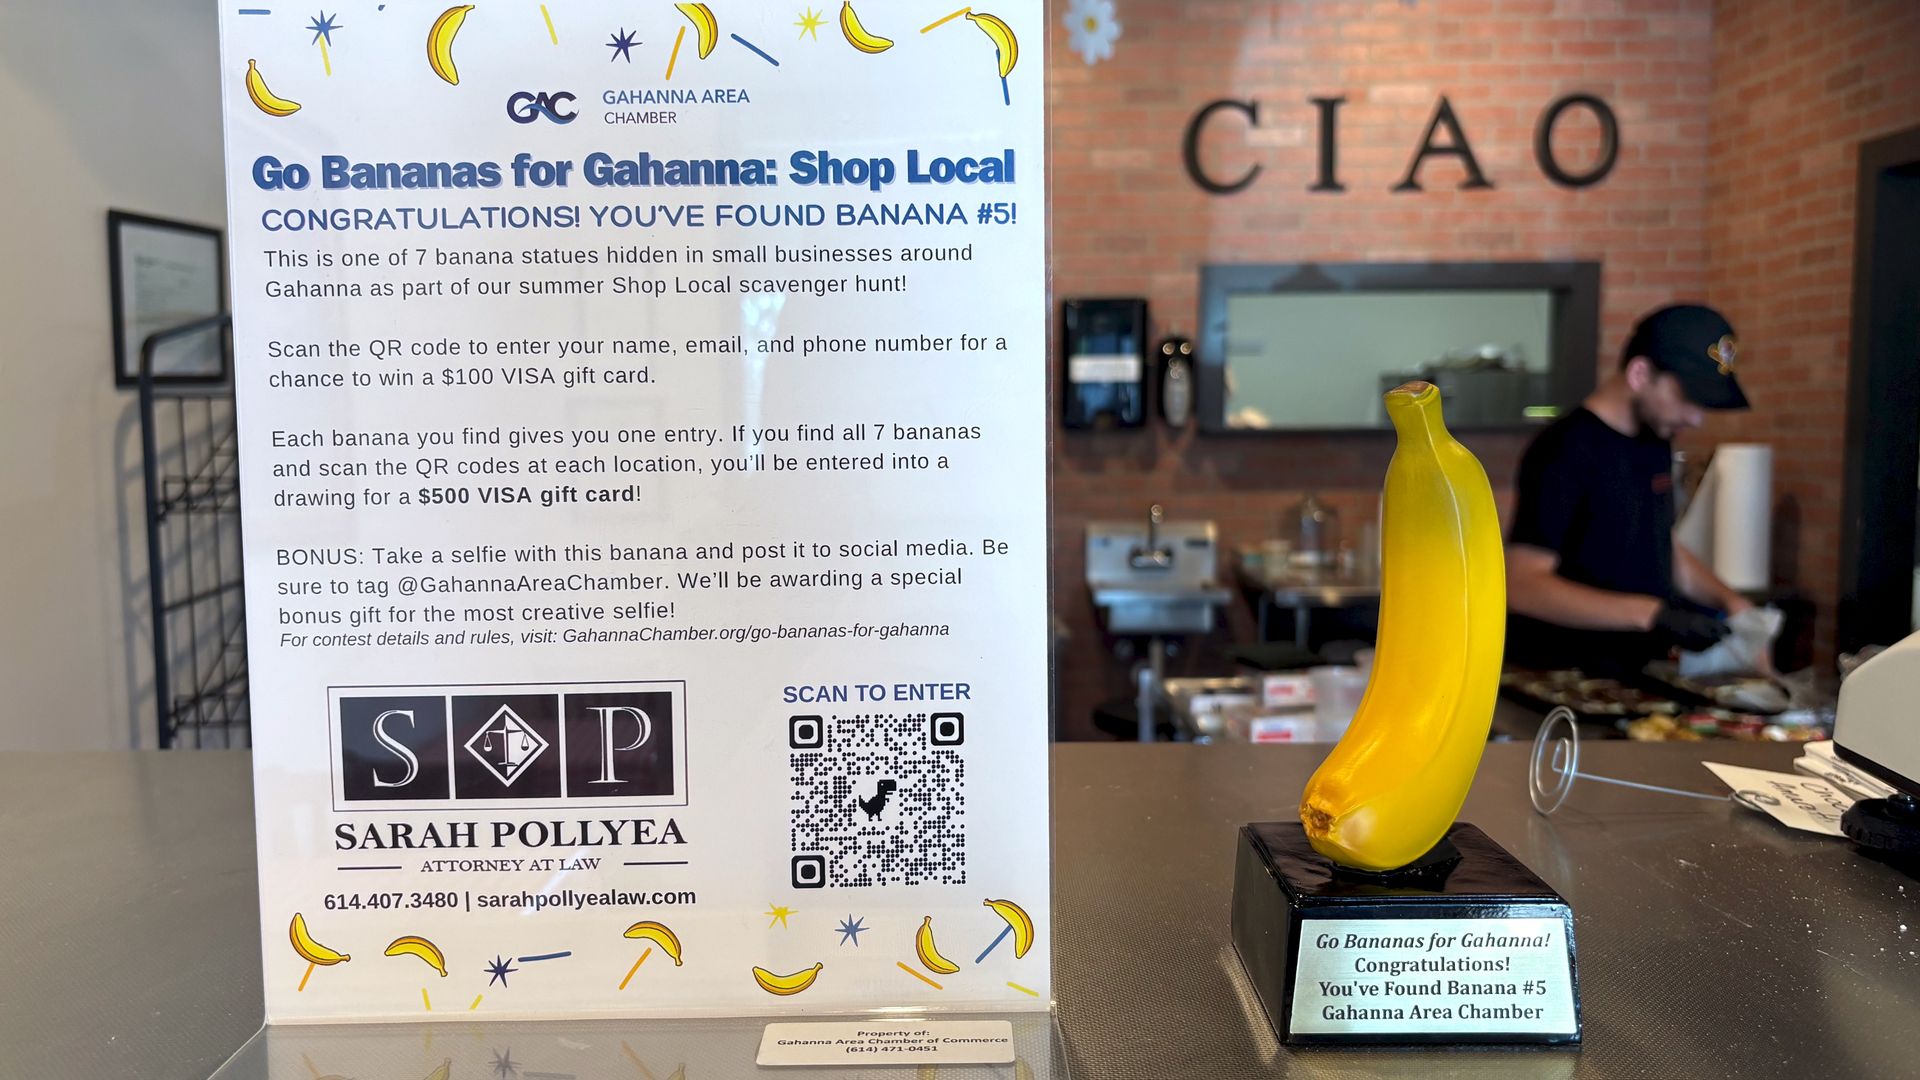 GAC GAHANNA AREA
CHAMBER
Go Bananas for Gahanna: Shop Local
CONGRATULATIONS! YOU'VE FOUND BANANA #5!
This is one of 7 banana statues hidden in small businesses around
Gahanna as part of our summer Shop Local scavenger hunt!
Scan the QR code to enter your name, email, and phone number for a
chance to win a $100 VISA gift card.
Each banana you find gives you one entry. If you find all 7 bananas
and scan the QR codes at each location, you'll be entered into a
drawing for a $500 VISA gift card!
BONUS: Take a selfie with this banana and post it to social media. Be
sure to tag @GahannaAreaChamber. We'll be awarding a special
bonus gift for the most creative selfie!
For contest details and rules, visit: GahannaChamber.org/go-bananas-for-gahanna
S P
SARAH POLLYEA
ATTORNEY AT LAW
614.407.3480 | sarahpollyealaw.com
SCAN TO ENTER
Property of:
Gahanna Area Chamber of Commerce
(614) 471-0451
CIAO
Go Bananas for Gahanna!
Congratulations!
You've Found Banana #5
Gahanna Area Chamber